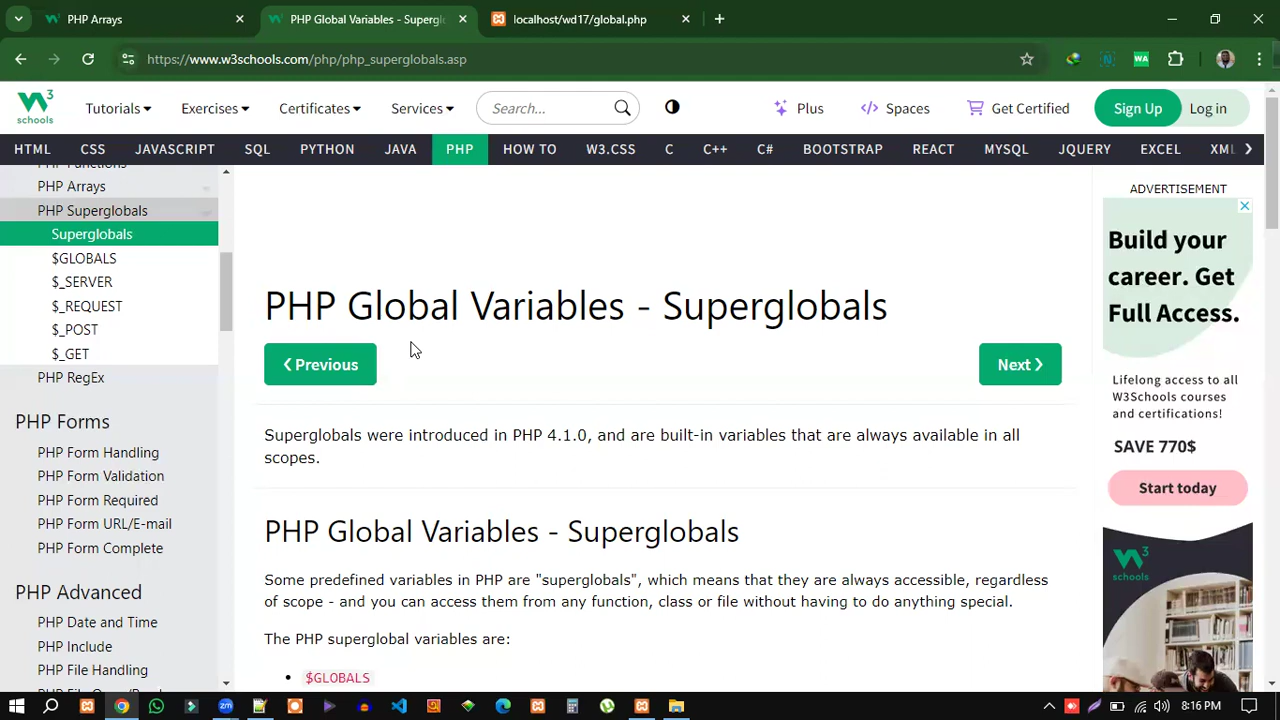 PHP Arrays
PHP Global Variables - Superglo
localhost/wd17/global.php
https://www.w3schools.com/php/php_superglobals.asp
W 3
schools
Tutorials
Exercises
Certificates
Services
Search...
Plus
Spaces
Get Certified
Sign Up
Log in
HTML
CSS
JAVASCRIPT
SQL
PYTHON
JAVA
PHP
HOW TO
W3.CSS
C
C++
C#
BOOTSTRAP
REACT
MYSQL
JQUERY
EXCEL
XML
PHP Functions
PHP Arrays
PHP Superglobals
Superglobals
$GLOBALS
$_SERVER
$_REQUEST
$_POST
$_GET
PHP RegEx
PHP Forms
PHP Form Handling
PHP Form Validation
PHP Form Required
PHP Form URL/E-mail
PHP Form Complete
PHP Advanced
PHP Date and Time
PHP Include
PHP File Handling
PHP Global Variables - Superglobals
❮ Previous
Next ❯
Superglobals were introduced in PHP 4.1.0, and are built-in variables that are always available in all
scopes.
PHP Global Variables - Superglobals
Some predefined variables in PHP are "superglobals", which means that they are always accessible, regardless
of scope - and you can access them from any function, class or file without having to do anything special.
The PHP superglobal variables are:
• $GLOBALS
ADVERTISEMENT
Build your
career. Get
Full Access.
Lifelong access to all
W3Schools courses
and certifications!
SAVE 770$
Start today
W 3
schools
8:16 PM